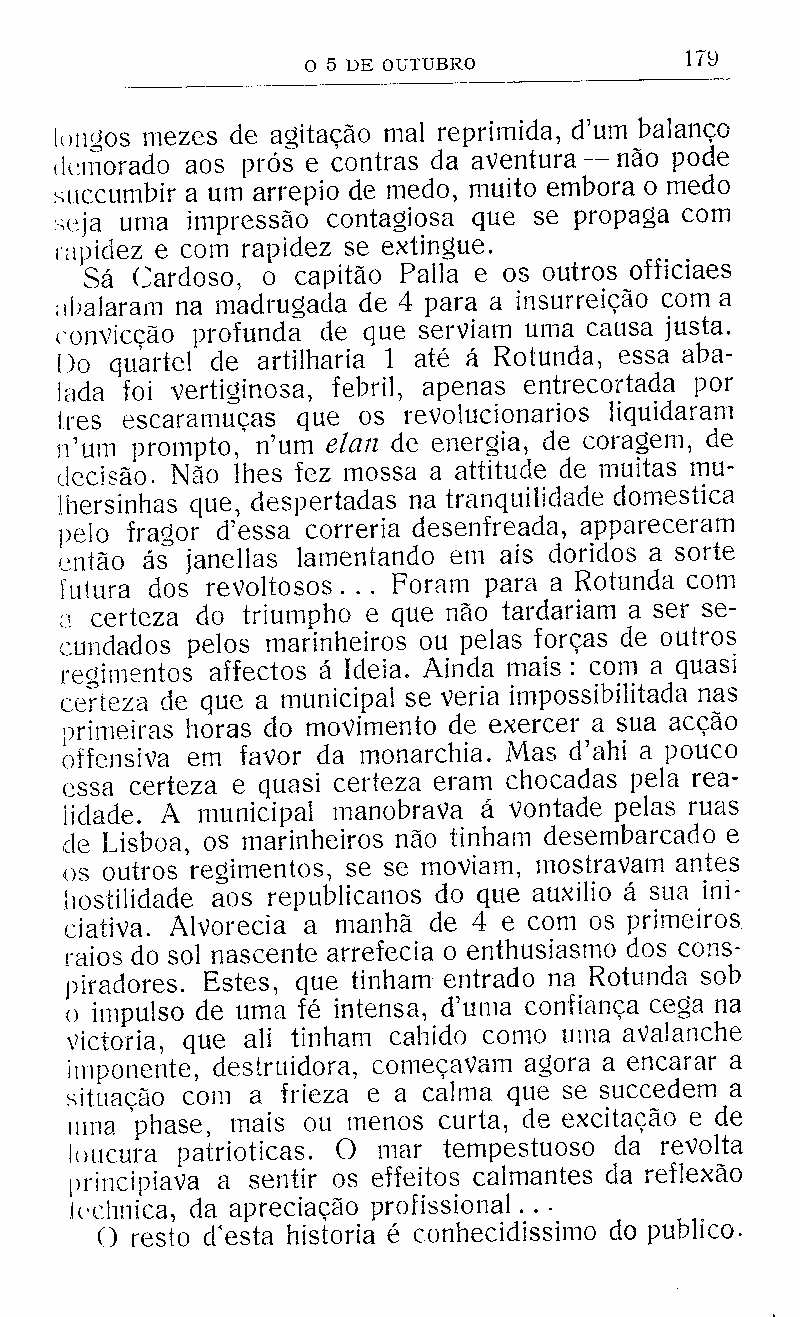 O 5 DE OUTUBRO 179
longos mezes de agitação mal reprimida, d'um balanço
demorado aos prós e contras da aventura — não pode
succumbir a um arrepio de medo, muito embora o medo
seja uma impressão contagiosa que se propaga com
rapidez e com rapidez se extingue.
Sá Cardoso, o capitão Palla e os outros officiaes
abalaram na madrugada de 4 para a insurreição com a
convicção profunda de que serviam uma causa justa.
Do quartel de artilharia 1 até á Rotunda, essa aba-
lada foi vertiginosa, febril, apenas entrecortada por
tres escaramuças que os revolucionarios liquidaram
n'um prompto, n'um elan de energia, de coragem, de
decisão. Não lhes fez mossa a attitude de muitas mu-
lhersinhas que, despertadas na tranquilidade domestica
pelo fragor d'essa correria desenfreada, appareceram
então ás janellas lamentando em ais doridos a sorte
futura dos revoltosos... Foram para a Rotunda com
a certeza do triumpho e que não tardariam a ser se-
cundados pelos marinheiros ou pelas forças de outros
regimentos affectos á Ideia. Ainda mais : com a quasi
certeza de que a municipal se veria impossibilitada nas
primeiras horas do movimento de exercer a sua acção
offensiva em favor da monarchia. Mas d'ahi a pouco
essa certeza e quasi certeza eram chocadas pela rea-
lidade. A municipal manobrava á vontade pelas ruas
de Lisboa, os marinheiros não tinham desembarcado e
os outros regimentos, se se moviam, mostravam antes
hostilidade aos republicanos do que auxilio á sua ini-
ciativa. Alvorecia a manhã de 4 e com os primeiros
raios do sol nascente arrefecia o enthusiasmo dos cons-
piradores. Estes, que tinham entrado na Rotunda sob
o impulso de uma fé intensa, d'uma confiança cega na
victoria, que ali tinham cahido como uma avalanche
imponente, destruidora, começavam agora a encarar a
situação com a frieza e a calma que se succedem a
uma phase, mais ou menos curta, de excitação e de
loucura patrioticas. O mar tempestuoso da revolta
principiava a sentir os effeitos calmantes da reflexão
technica, da apreciação profissional...
O resto d'esta historia é conhecidissimo do publico.